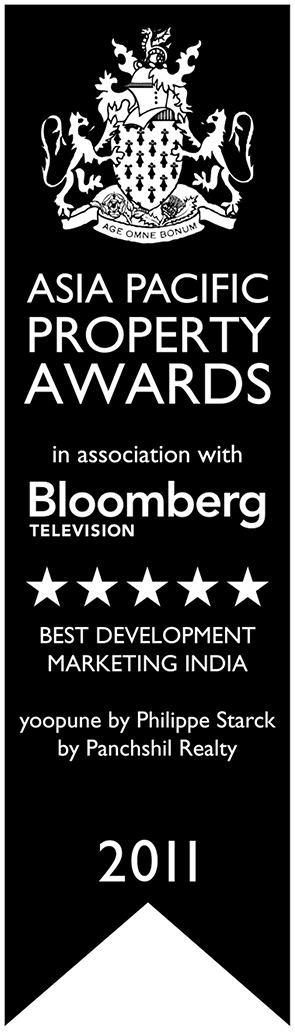 AGE OMNE BONUM
ASIA PACIFIC
PROPERTY
AWARDS
in association with
Bloomberg
TELEVISION
BEST DEVELOPMENT
MARKETING INDIA
yoopune by Philippe Starck
by Panchshil Realty
2011